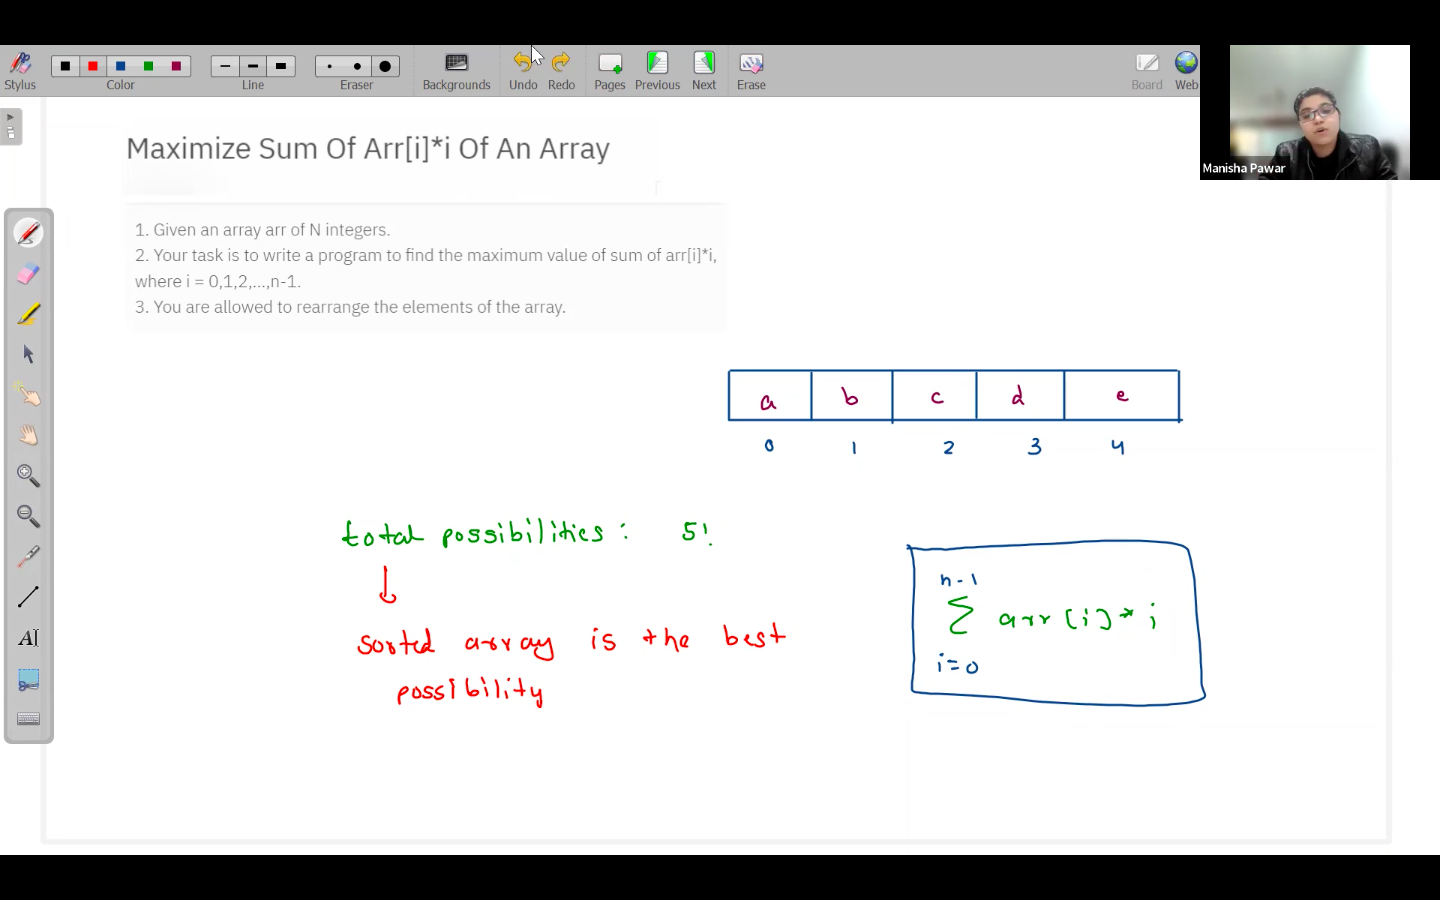 Stylus
Color
Line
Eraser
Backgrounds
Undo
Redo
Pages
Previous
Next
Erase
Board
Web
Manisha Pawar
Maximize Sum Of Arr[i]*i Of An Array
1. Given an array arr of N integers.
2. Your task is to write a program to find the maximum value of sum of arr[i]*i,
where i = 0,1,2,...,n-1.
3. You are allowed to rearrange the elements of the array.
a b c d e
0 1 2 3 4
total possibilities : 5!
↓
sorted array is the best
possibility
n-1
Σ arr[i] * i
i=0
AI